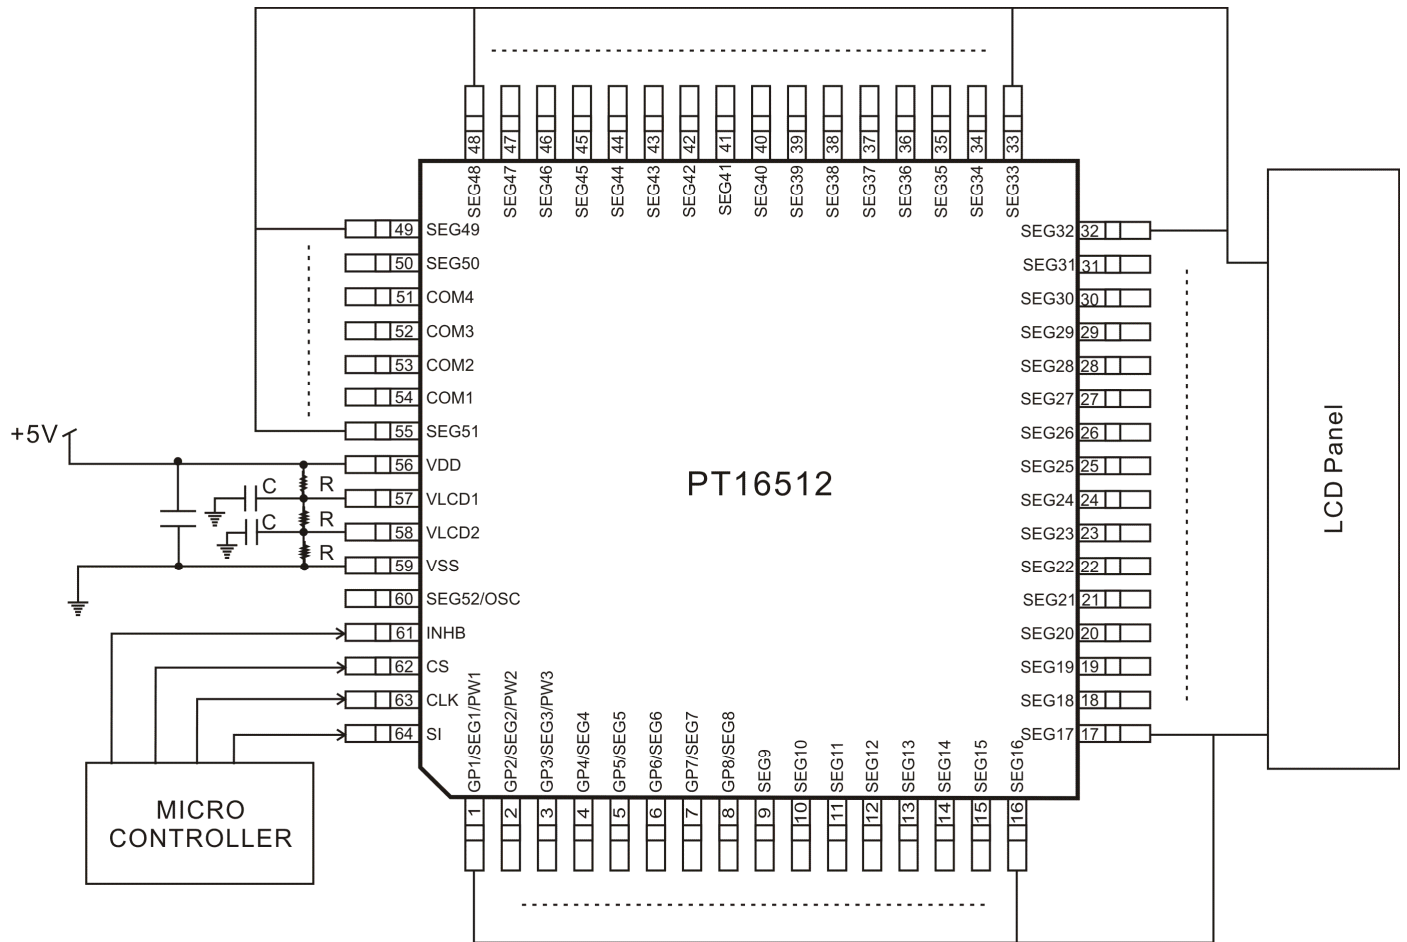 48 47 46 45 44 43 42 41 40 39 38 37 36 35 34 33
SEG48 SEG47 SEG46 SEG45 SEG44 SEG43 SEG42 SEG41 SEG40 SEG39 SEG38 SEG37 SEG36 SEG35 SEG34 SEG33
49 SEG49
50 SEG50
51 COM4
52 COM3
53 COM2
54 COM1
55 SEG51
56 VDD
57 VLCD1
58 VLCD2
59 VSS
60 SEG52/OSC
61 INHB
62 CS
63 CLK
64 SI
+5V
R
C
R
C
R
PT16512
SEG32 32
SEG31 31
SEG30 30
SEG29 29
SEG28 28
SEG27 27
SEG26 26
SEG25 25
SEG24 24
SEG23 23
SEG22 22
SEG21 21
SEG20 20
SEG19 19
SEG18 18
SEG17 17
LCD Panel
GP1/SEG1/PW1 GP2/SEG2/PW2 GP3/SEG3/PW3 GP4/SEG4 GP5/SEG5 GP6/SEG6 GP7/SEG7 GP8/SEG8 SEG9 SEG10 SEG11 SEG12 SEG13 SEG14 SEG15 SEG16
1 2 3 4 5 6 7 8 9 10 11 12 13 14 15 16
MICRO
CONTROLLER